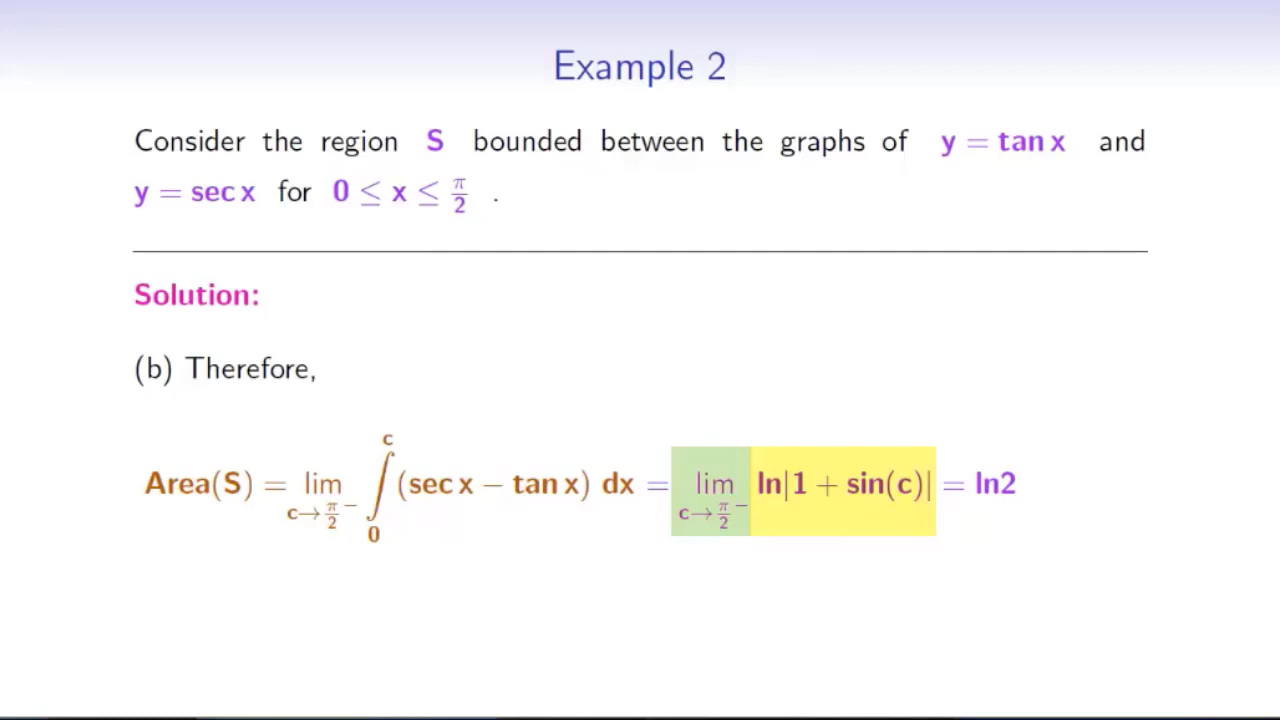 Example 2
Consider the region S bounded between the graphs of y = tan x and
y = sec x for 0 ≤ x ≤ π/2 .
Solution:
(b) Therefore,
Area(S) = lim_{c→π/2⁻} ∫_0^c (sec x − tan x) dx = lim_{c→π/2⁻} ln|1 + sin(c)| = ln2